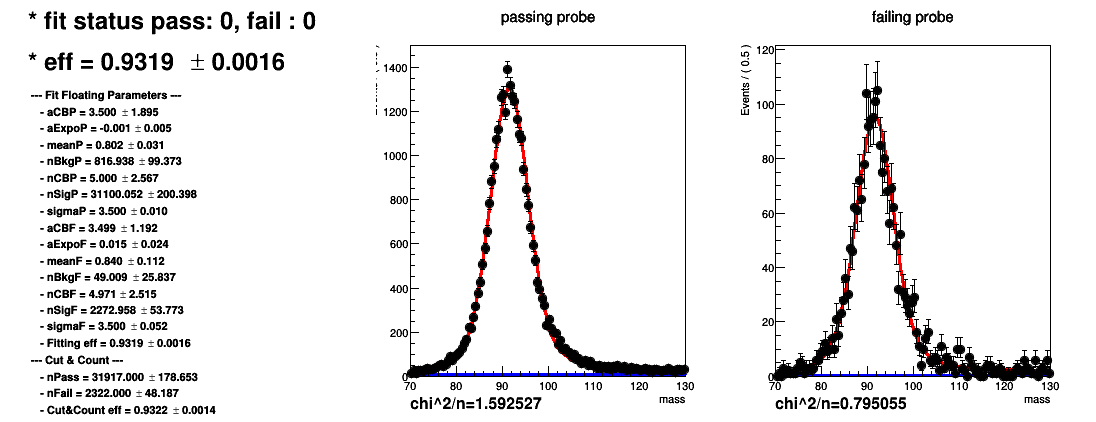 * fit status pass: 0, fail : 0
* eff = 0.9319 ± 0.0016
--- Fit Floating Parameters ---
- aCBP = 3.500 ± 1.895
- aExpoP = -0.001 ± 0.005
- meanP = 0.802 ± 0.031
- nBkgP = 816.938 ± 99.373
- nCBP = 5.000 ± 2.567
- nSigP = 31100.052 ± 200.398
- sigmaP = 3.500 ± 0.010
- aCBF = 3.499 ± 1.192
- aExpoF = 0.015 ± 0.024
- meanF = 0.840 ± 0.112
- nBkgF = 49.009 ± 25.837
- nCBF = 4.971 ± 2.515
- nSigF = 2272.958 ± 53.773
- sigmaF = 3.500 ± 0.052
- Fitting eff = 0.9319 ± 0.0016
--- Cut & Count ---
- nPass = 31917.000 ± 178.653
- nFail = 2322.000 ± 48.187
- Cut&Count eff = 0.9322 ± 0.0014
passing probe
1400
1200
1000
800
600
400
200
0
70 80 90 100 110 120 130
mass
chi^2/n=1.592527
failing probe
Events / ( 0.5 )
120
100
80
60
40
20
0
70 80 90 100 110 120 130
mass
chi^2/n=0.795055